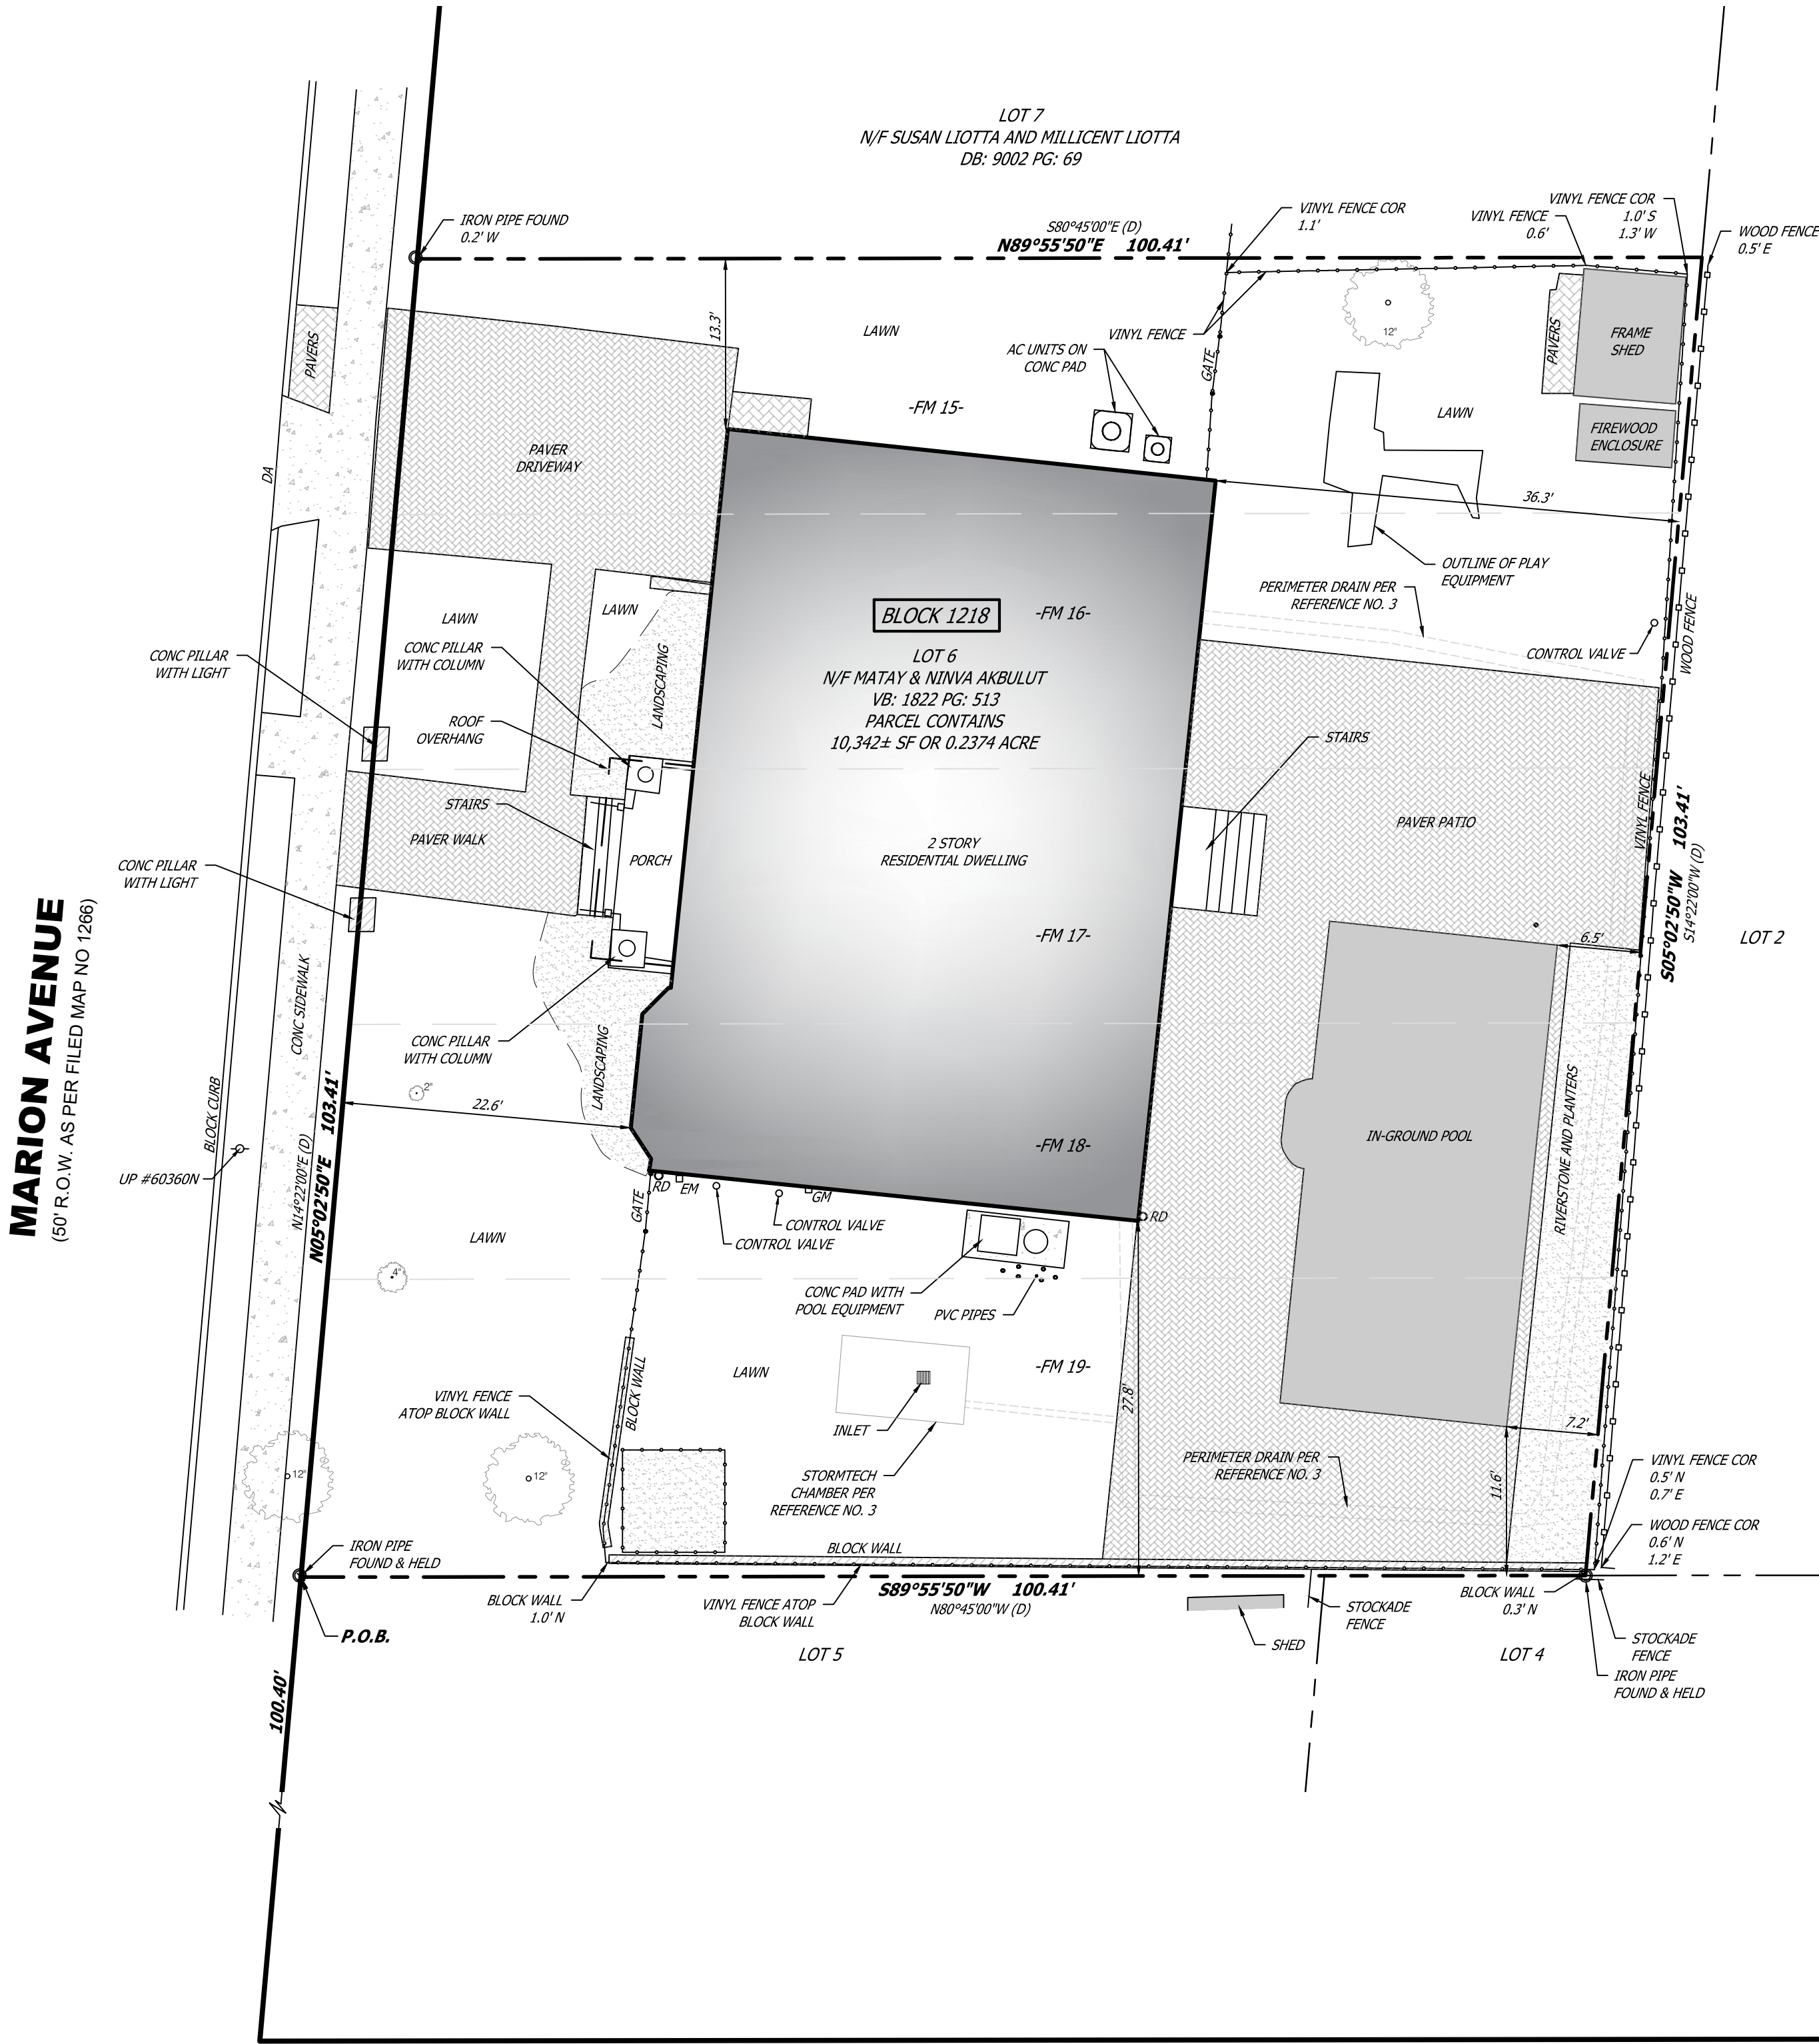 LOT 7
N/F SUSAN LIOTTA AND MILLICENT LIOTTA
DB: 9002 PG: 69
IRON PIPE FOUND
0.2' W
S80°45'00"E (D)
N89°55'50"E 100.41'
VINYL FENCE COR
1.1'
VINYL FENCE
0.6'
VINYL FENCE COR
1.0' S
1.3' W
WOOD FENCE
0.5' E
PAVERS
13.3'
LAWN
VINYL FENCE
AC UNITS ON
CONC PAD
GATE
12"
PAVERS
FRAME
SHED
-FM 15-
LAWN
FIREWOOD
ENCLOSURE
PAVER
DRIVEWAY
DA
36.3'
OUTLINE OF PLAY
EQUIPMENT
PERIMETER DRAIN PER
REFERENCE NO. 3
CONTROL VALVE
WOOD FENCE
LAWN
LAWN
BLOCK 1218
-FM 16-
CONC PILLAR
WITH LIGHT
CONC PILLAR
WITH COLUMN
LANDSCAPING
LOT 6
N/F MATAY & NINVA AKBULUT
VB: 1822 PG: 513
PARCEL CONTAINS
10,342± SF OR 0.2374 ACRE
ROOF
OVERHANG
STAIRS
STAIRS
PAVER WALK
PORCH
2 STORY
RESIDENTIAL DWELLING
PAVER PATIO
VINYL FENCE
S05°02'50"W 103.41'
S14°22'00"W (D)
CONC PILLAR
WITH LIGHT
MARION AVENUE
(50' R.O.W. AS PER FILED MAP NO 1266)
CONC SIDEWALK
-FM 17-
6.5'
LOT 2
CONC PILLAR
WITH COLUMN
LANDSCAPING
2"
22.6'
BLOCK CURB
UP #60360N
N14°22'00"E (D)
N05°02'50"E 103.41'
-FM 18-
IN-GROUND POOL
RIVERSTONE AND PLANTERS
RD
EM
GM
GATE
CONTROL VALVE
CONTROL VALVE
RD
LAWN
4"
CONC PAD WITH
POOL EQUIPMENT
PVC PIPES
LAWN
-FM 19-
27.8'
VINYL FENCE
ATOP BLOCK WALL
BLOCK WALL
INLET
7.2'
12"
12"
STORMTECH
CHAMBER PER
REFERENCE NO. 3
PERIMETER DRAIN PER
REFERENCE NO. 3
11.6'
VINYL FENCE COR
0.5' N
0.7' E
WOOD FENCE COR
0.6' N
1.2' E
IRON PIPE
FOUND & HELD
BLOCK WALL
BLOCK WALL
1.0' N
S89°55'50"W 100.41'
N80°45'00"W (D)
VINYL FENCE ATOP
BLOCK WALL
BLOCK WALL
0.3' N
STOCKADE
FENCE
P.O.B.
SHED
LOT 5
LOT 4
STOCKADE
FENCE
IRON PIPE
FOUND & HELD
100.40'